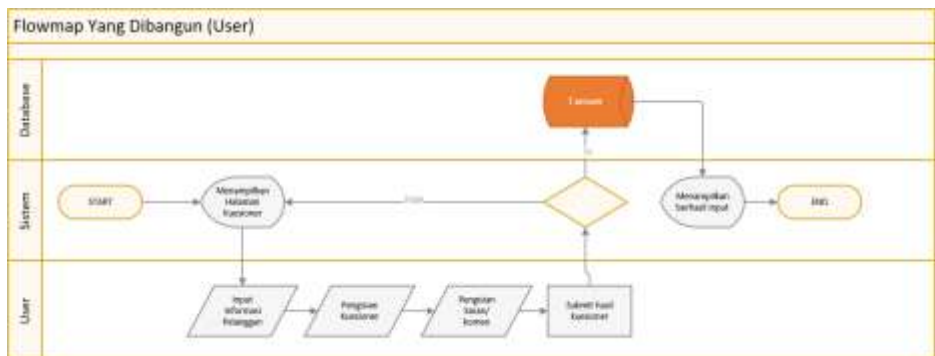 Flowmap Yang Dibangun (User)
Database
Sistem
START
Menampilkan
Halaman
Kuesioner
Menampilkan
berhasil input
END
User
Input
Informasi
Pelanggan
Pengisian
Kuesioner
Pengisian
Saran/
komen
Submit hasil
kuesioner